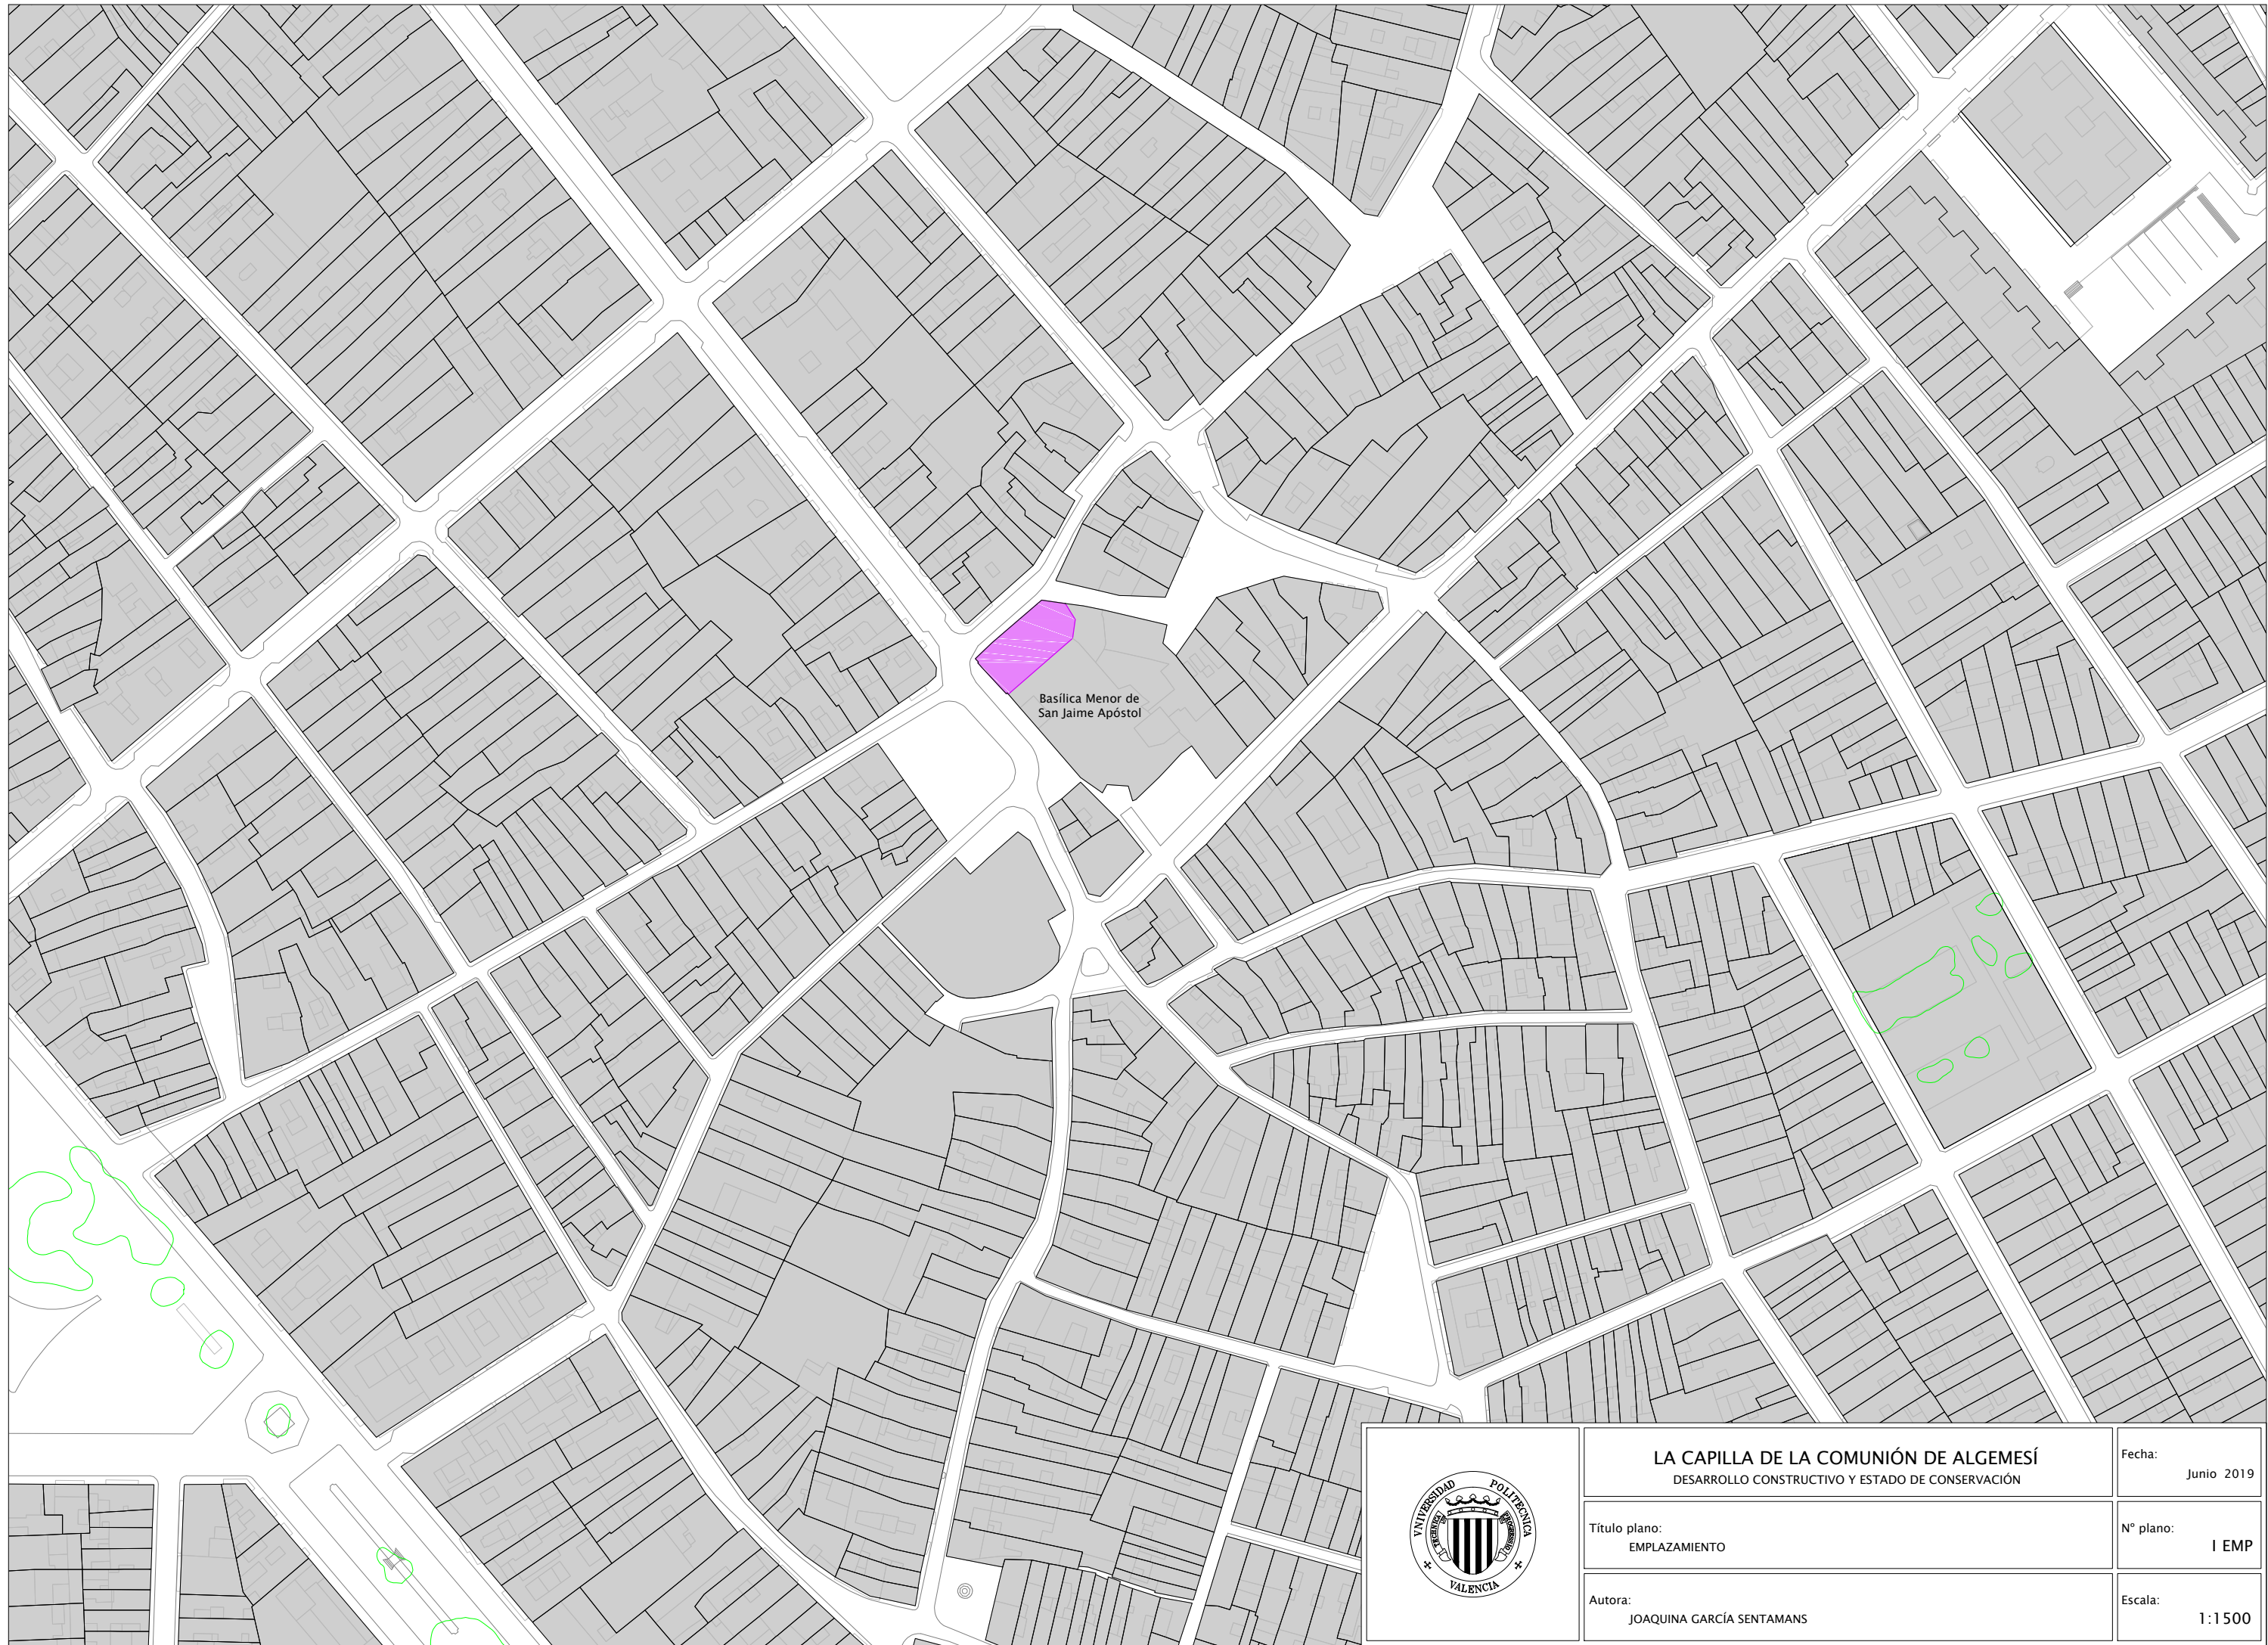 Basílica Menor de
San Jaime Apóstol
VNIVERSIDAD POLITECNICA
VALENCIA
LA CAPILLA DE LA COMUNIÓN DE ALGEMESÍ
DESARROLLO CONSTRUCTIVO Y ESTADO DE CONSERVACIÓN
Fecha:
Junio 2019
Título plano:
EMPLAZAMIENTO
Nº plano:
I EMP
Autora:
JOAQUINA GARCÍA SENTAMANS
Escala:
1:1500